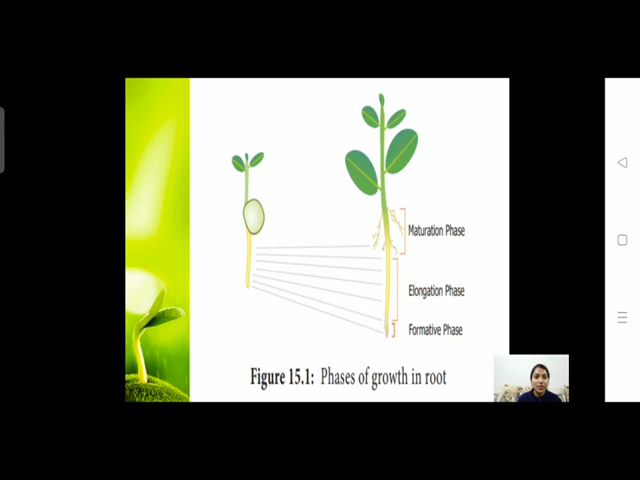 Maturation Phase
Elongation Phase
Formative Phase
Figure 15.1: Phases of growth in root